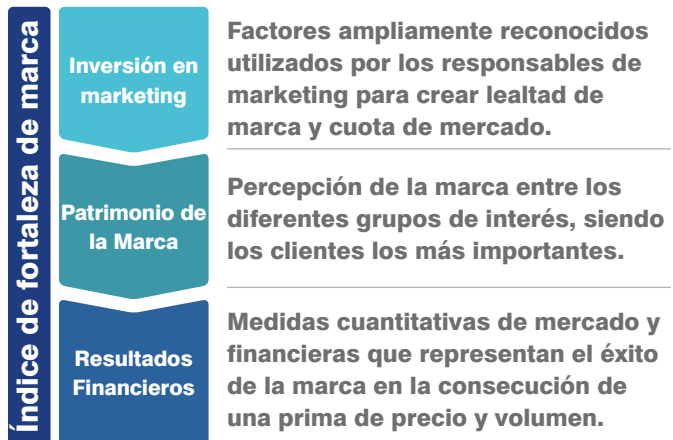 Índice de fortaleza de marca
Inversión en
marketing
Factores ampliamente reconocidos
utilizados por los responsables de
marketing para crear lealtad de
marca y cuota de mercado.
Patrimonio de
la Marca
Percepción de la marca entre los
diferentes grupos de interés, siendo
los clientes los más importantes.
Resultados
Financieros
Medidas cuantitativas de mercado y
financieras que representan el éxito
de la marca en la consecución de
una prima de precio y volumen.